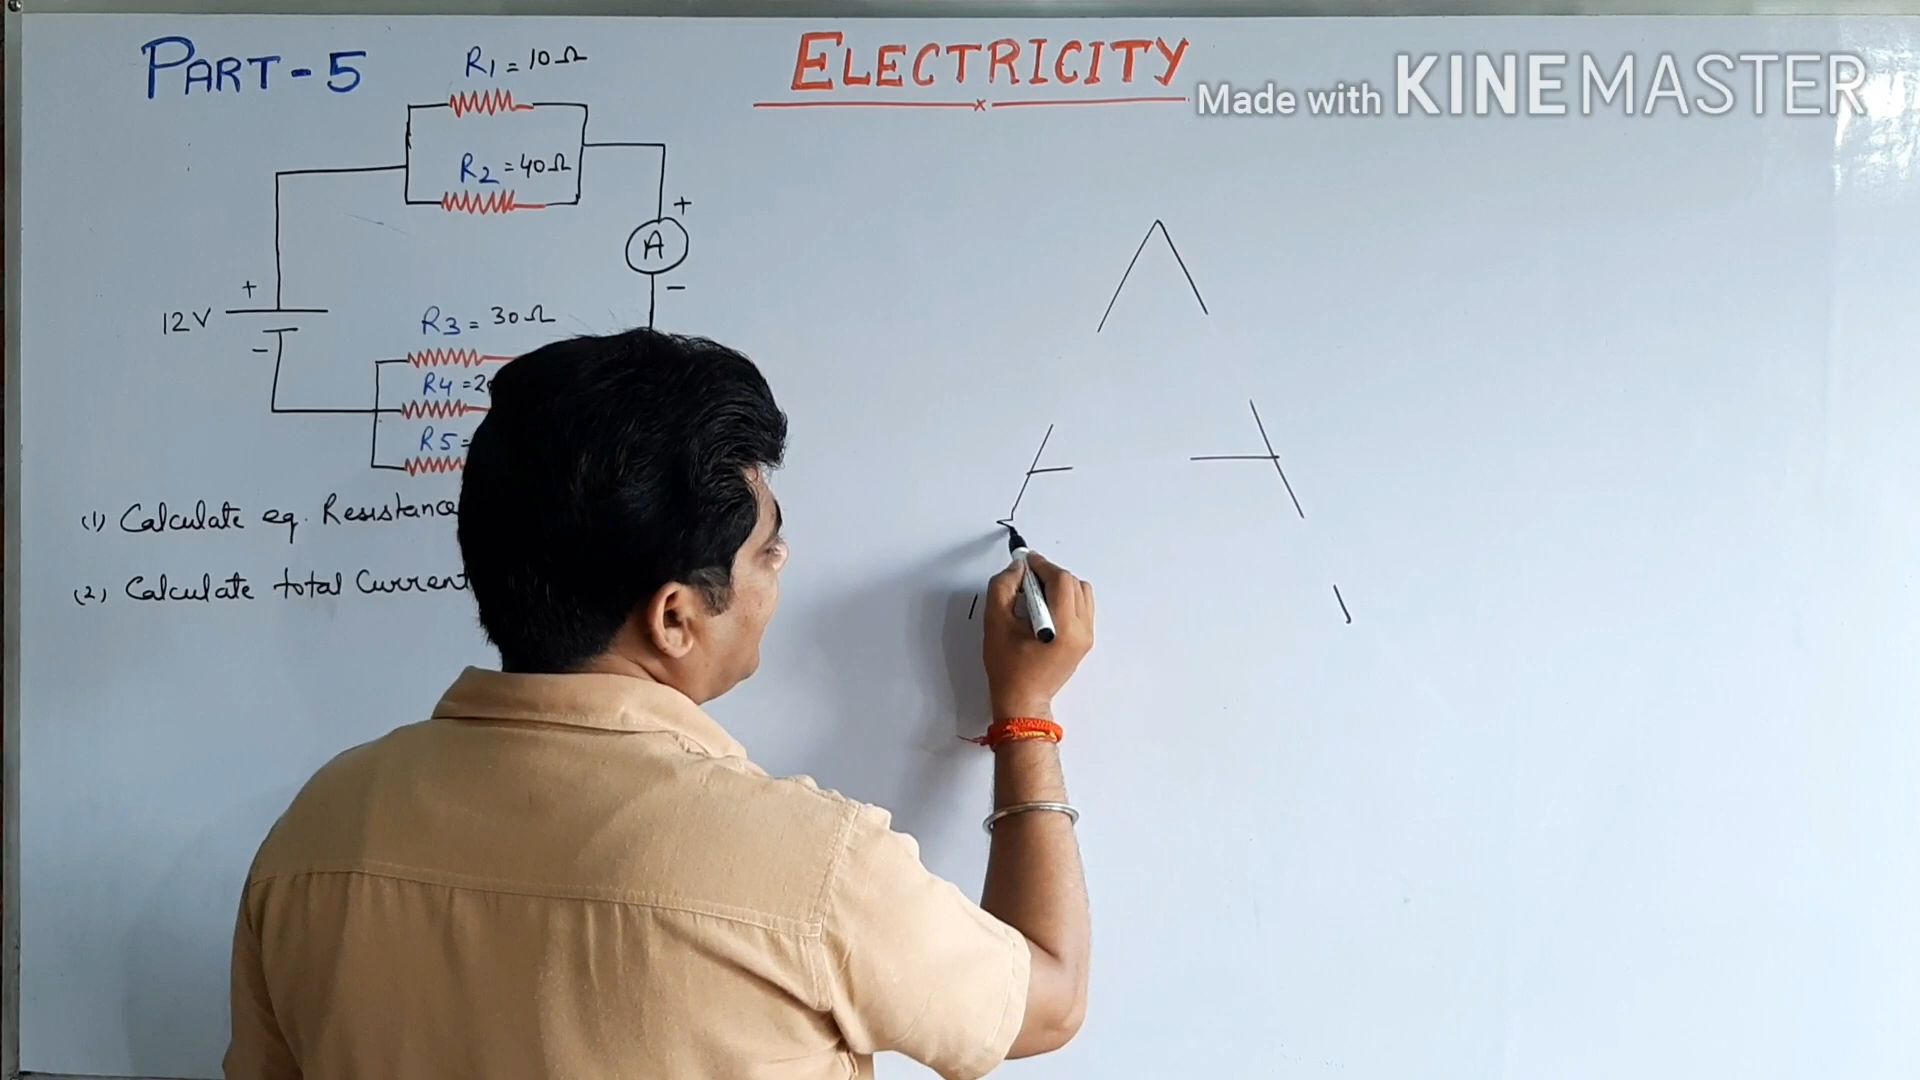 PART-5
ELECTRICITY
Made with KINEMASTER
R1 = 10Ω
R2 = 40Ω
+
A
-
+
12V
-
R3 = 30Ω
R4 =
R5=
(1) Calculate eq. Resistance
(2) Calculate total Current